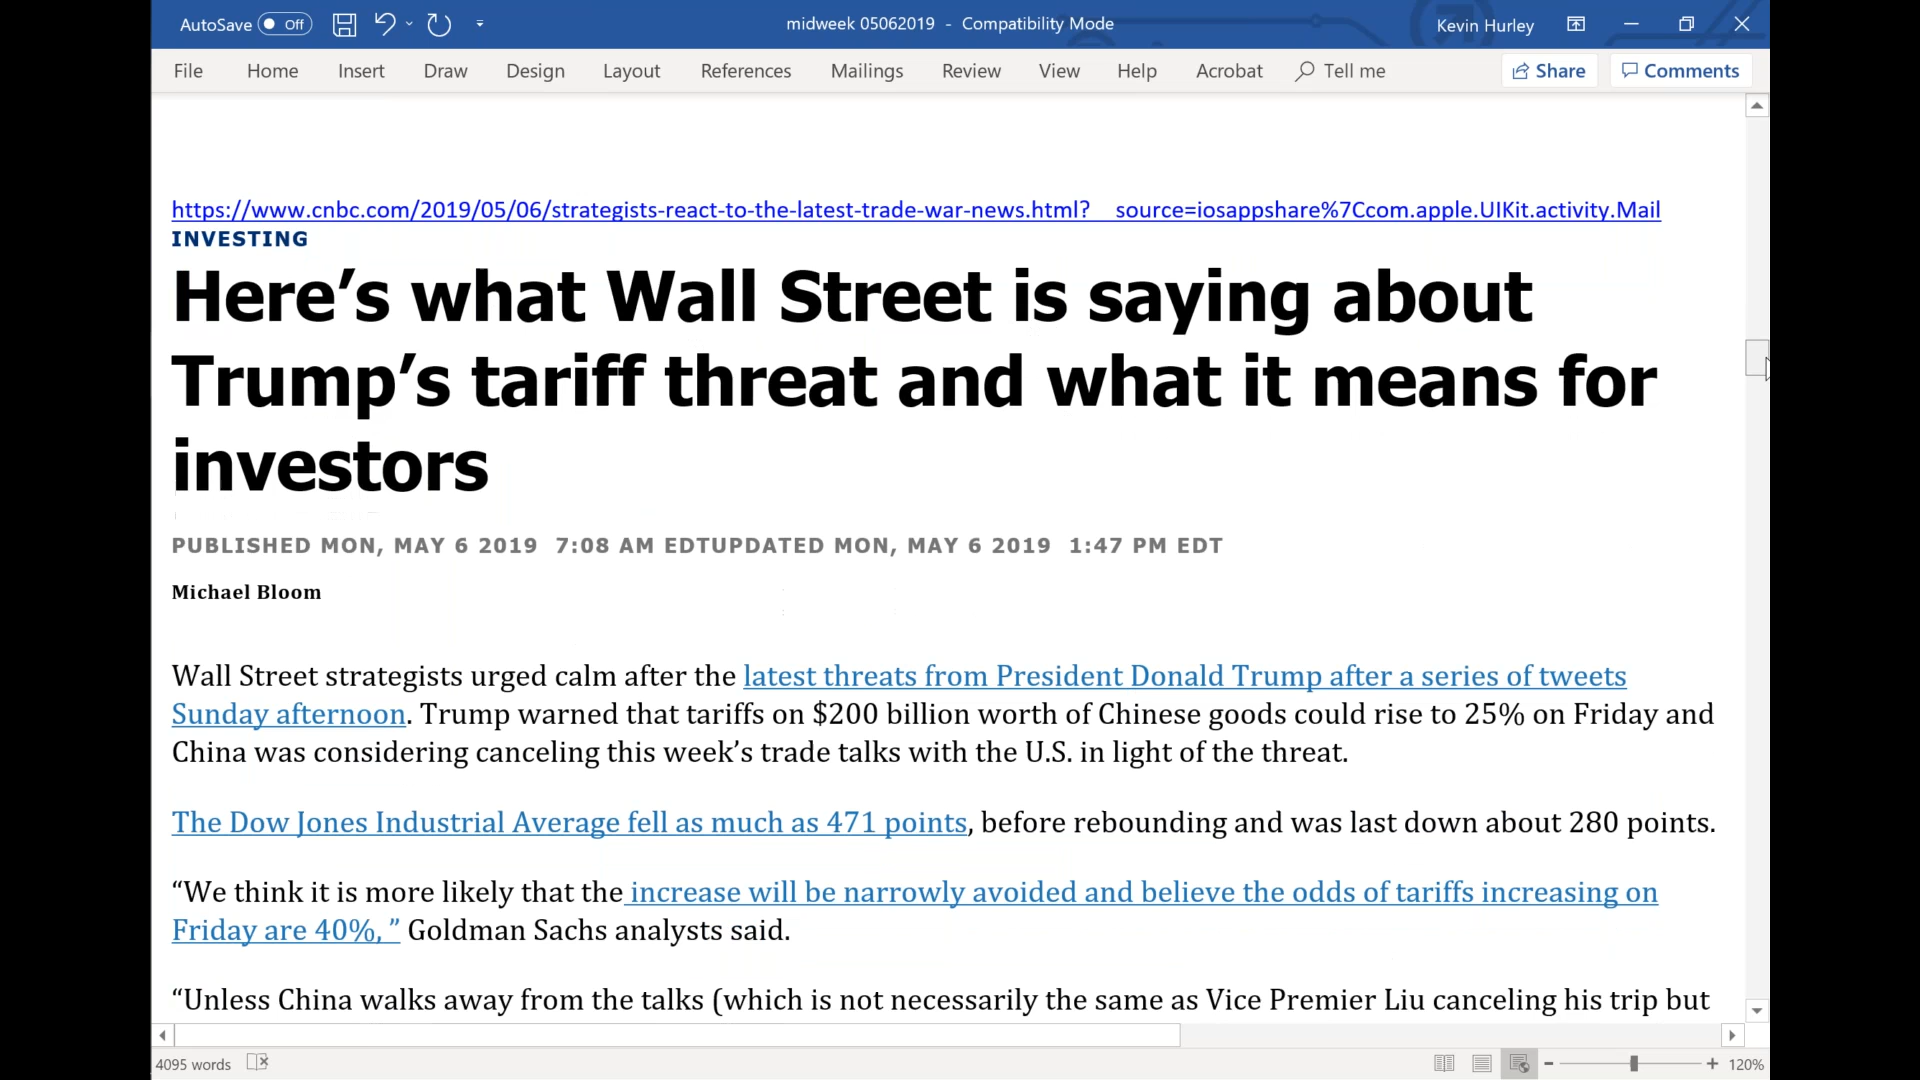 AutoSave Off midweek 05062019 - Compatibility Mode Kevin Hurley
File Home Insert Draw Design Layout References Mailings Review View Help Acrobat Tell me Share Comments
https://www.cnbc.com/2019/05/06/strategists-react-to-the-latest-trade-war-news.html?__source=iosappshare%7Ccom.apple.UIKit.activity.Mail
INVESTING
Here’s what Wall Street is saying about
Trump’s tariff threat and what it means for
investors
PUBLISHED MON, MAY 6 2019 7:08 AM EDTUPDATED MON, MAY 6 2019 1:47 PM EDT
Michael Bloom
Wall Street strategists urged calm after the latest threats from President Donald Trump after a series of tweets
Sunday afternoon. Trump warned that tariffs on $200 billion worth of Chinese goods could rise to 25% on Friday and
China was considering canceling this week’s trade talks with the U.S. in light of the threat.
The Dow Jones Industrial Average fell as much as 471 points, before rebounding and was last down about 280 points.
“We think it is more likely that the increase will be narrowly avoided and believe the odds of tariffs increasing on
Friday are 40%, ” Goldman Sachs analysts said.
“Unless China walks away from the talks (which is not necessarily the same as Vice Premier Liu canceling his trip but
4095 words 120%